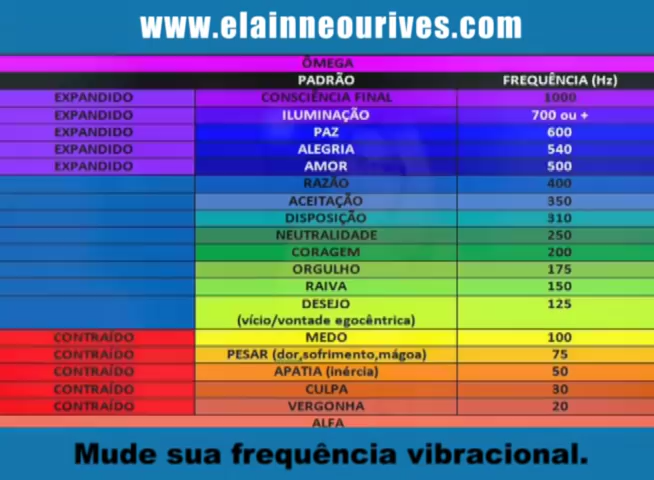 www.elainneourives.com
ÔMEGA
PADRÃO FREQUÊNCIA (Hz)
EXPANDIDO CONSCIÊNCIA FINAL 1000
EXPANDIDO ILUMINAÇÃO 700 ou +
EXPANDIDO PAZ 600
EXPANDIDO ALEGRIA 540
EXPANDIDO AMOR 500
RAZÃO 400
ACEITAÇÃO 350
DISPOSIÇÃO 310
NEUTRALIDADE 250
CORAGEM 200
ORGULHO 175
RAIVA 150
DESEJO 125
(vício/vontade egocêntrica)
CONTRAÍDO MEDO 100
CONTRAÍDO PESAR (dor,sofrimento,mágoa) 75
CONTRAÍDO APATIA (inércia) 50
CONTRAÍDO CULPA 30
CONTRAÍDO VERGONHA 20
ALFA
Mude sua frequência vibracional.